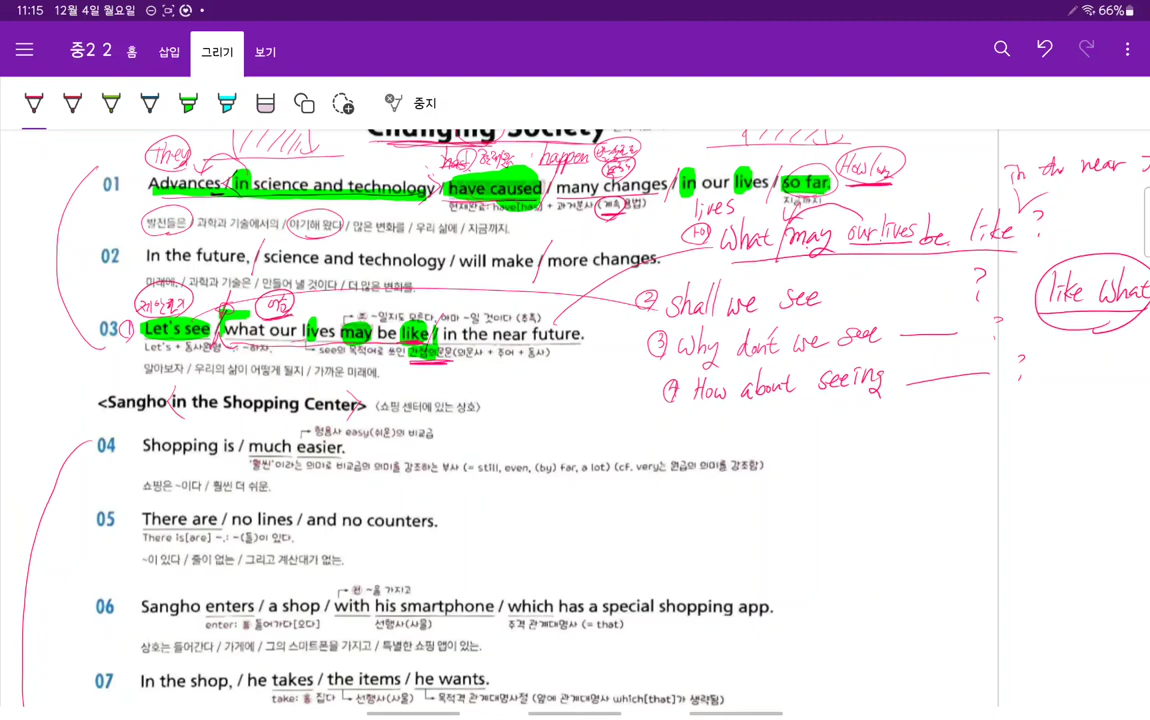 11:15 12월 4일 월요일 66%
중2 2 홈 삽입 그리기 보기
중지
Changing Society
they happen How long in the near
01 Advances / in science and technology / have caused / many changes / in our lives / so far.
현재완료: have[has] + 과거분사 (계속용법) 지금까지
lives
발전들은 / 과학과 기술에서의 / 야기해 왔다 / 많은 변화를 / 우리 삶에 / 지금까지.
what may our lives be like ?
02 In the future, / science and technology / will make / more changes.
미래에, / 과학과 기술은 / 만들어 낼 것이다 / 더 많은 변화를.
like what
② shall we see ?
조 ~일지도 모른다, 아마 ~일 것이다 (추측)
03 ① Let's see / what our lives may be like / in the near future.
Let's + 동사원형 ~: ~하자. see의 목적어로 쓰인 간접의문문(의문사 + 주어 + 동사)
③ why don't we see ?
알아보자 / 우리의 삶이 어떻게 될지 / 가까운 미래에.
④ How about seeing ?
<Sangho in the Shopping Center> 〈쇼핑 센터에 있는 상호〉
형용사 easy(쉬운)의 비교급
04 Shopping is / much easier.
'훨씬'이라는 의미로 비교급의 의미를 강조하는 부사 (= still, even, (by) far, a lot) (cf. very는 원급의 의미를 강조함)
쇼핑은 ~이다 / 훨씬 더 쉬운.
05 There are / no lines / and no counters.
There is[are] ~.: ~(들)이 있다.
~이 있다 / 줄이 없는 / 그리고 계산대가 없는.
전 ~을 가지고
06 Sangho enters / a shop / with his smartphone / which has a special shopping app.
enter: 동 들어가다[오다] 선행사(사물) 주격 관계대명사 (= that)
상호는 들어간다 / 가게에 / 그의 스마트폰을 가지고 / 특별한 쇼핑 앱이 있는.
07 In the shop, / he takes / the items / he wants.
take: 동 집다 선행사(사물) 목적격 관계대명사절 (앞에 관계대명사 which[that]가 생략됨)